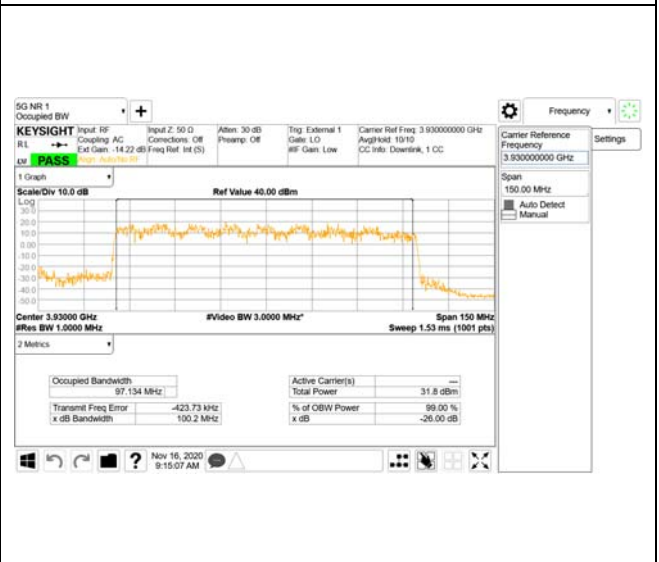 5G NR 1
Occupied BW
+
Frequency
KEYSIGHT
Input: RF
Input Z: 50 Ω
Atten: 30 dB
Trig: External 1
Carrier Ref Freq: 3.930000000 GHz
RL
Coupling: AC
Corrections: Off
Preamp: Off
Gate: LO
Avg|Hold: 10/10
Ext Gain: -14.22 dB
Freq Ref: Int (S)
#IF Gain: Low
CC Info: Downlink, 1 CC
PASS
Align: Auto/No RF
Carrier Reference
Frequency
3.930000000 GHz
Settings
Span
150.00 MHz
Auto Detect
Manual
1 Graph
Scale/Div 10.0 dB
Ref Value 40.00 dBm
Log
30.0
20.0
10.0
0.00
-10.0
-20.0
-30.0
-40.0
-50.0
Center 3.93000 GHz
#Video BW 3.0000 MHz*
Span 150 MHz
#Res BW 1.0000 MHz
Sweep 1.53 ms (1001 pts)
2 Metrics
Occupied Bandwidth
97.134 MHz
Active Carrier(s)
---
Total Power
31.8 dBm
Transmit Freq Error
-423.73 kHz
% of OBW Power
99.00 %
x dB Bandwidth
100.2 MHz
x dB
-26.00 dB
?
Nov 16, 2020
9:15:07 AM